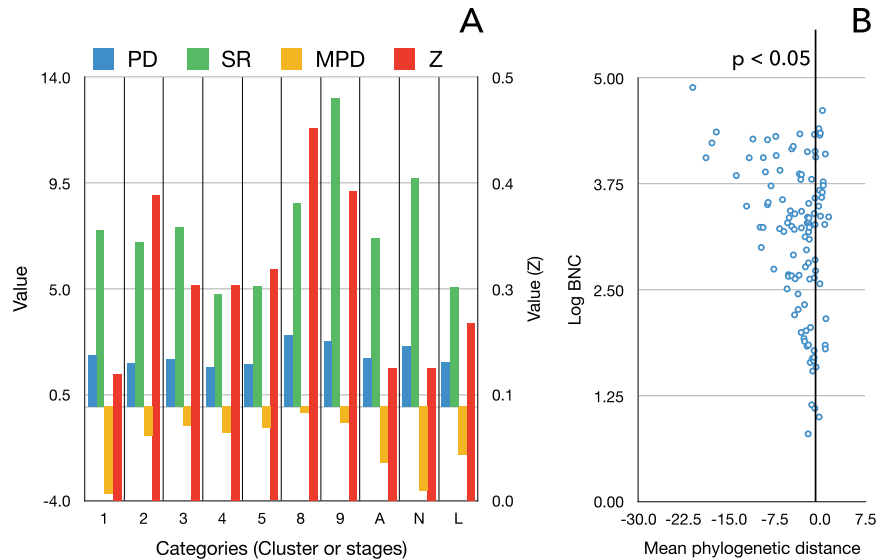 A
PD SR MPD Z
14.0
9.5
5.0
0.5
-4.0
Value
0.5
0.4
0.3
0.1
0.0
Value (Z)
1 2 3 4 5 8 9 A N L
Categories (Cluster or stages)
B
p < 0.05
5.00
3.75
2.50
1.25
0.00
Log BNC
-30.0 -22.5 -15.0 -7.5 0.0 7.5
Mean phylogenetic distance